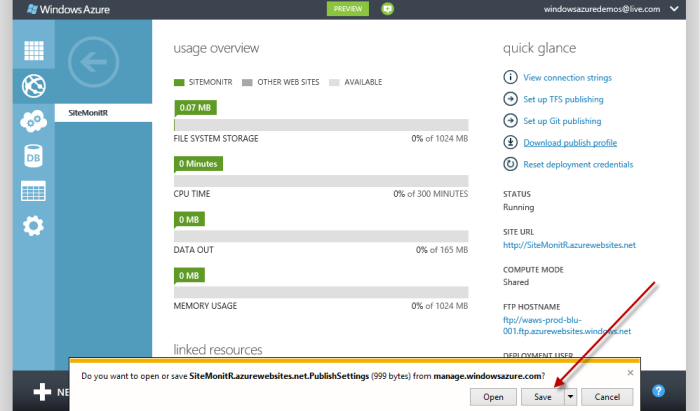 Windows Azure
PREVIEW
windowsazuredemos@live.com
SiteMonitR
usage overview
SITEMONITR OTHER WEB SITES AVAILABLE
0.07 MB
FILE SYSTEM STORAGE 0% of 1024 MB
0 Minutes
CPU TIME 0% of 300 MINUTES
0 MB
DATA OUT 0% of 165 MB
0 MB
MEMORY USAGE 0% of 1024 MB
linked resources
quick glance
View connection strings
Set up TFS publishing
Set up Git publishing
Download publish profile
Reset deployment credentials
STATUS
Running
SITE URL
http://SiteMonitR.azurewebsites.net
COMPUTE MODE
Shared
FTP HOSTNAME
ftp://waws-prod-blu-
001.ftp.azurewebsites.windows.net
DEPLOYMENT USER
DB
NE
Do you want to open or save SiteMonitR.azurewebsites.net.PublishSettings (999 bytes) from manage.windowsazure.com?
Open Save Cancel